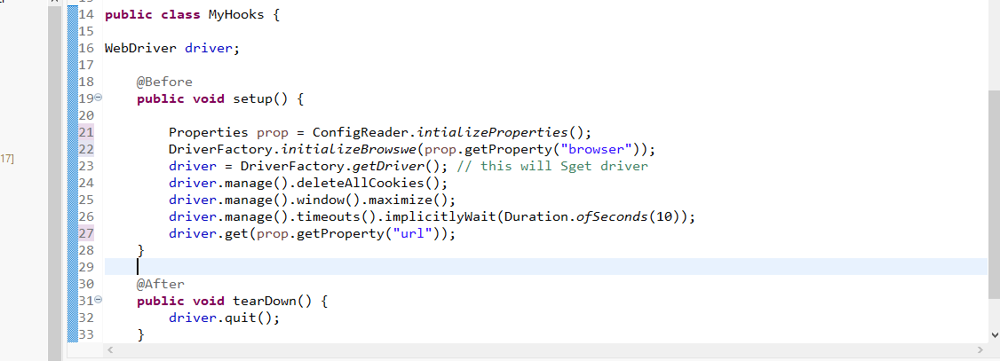 14 public class MyHooks {
15
16 WebDriver driver;
17
18     @Before
19     public void setup() {
20
21         Properties prop = ConfigReader.intializeProperties();
22         DriverFactory.initializeBrowswe(prop.getProperty("browser"));
23         driver = DriverFactory.getDriver(); // this will Sget driver
24         driver.manage().deleteAllCookies();
25         driver.manage().window().maximize();
26         driver.manage().timeouts().implicitlyWait(Duration.ofSeconds(10));
27         driver.get(prop.getProperty("url"));
28     }
29
30     @After
31     public void tearDown() {
32         driver.quit();
33     }
17]